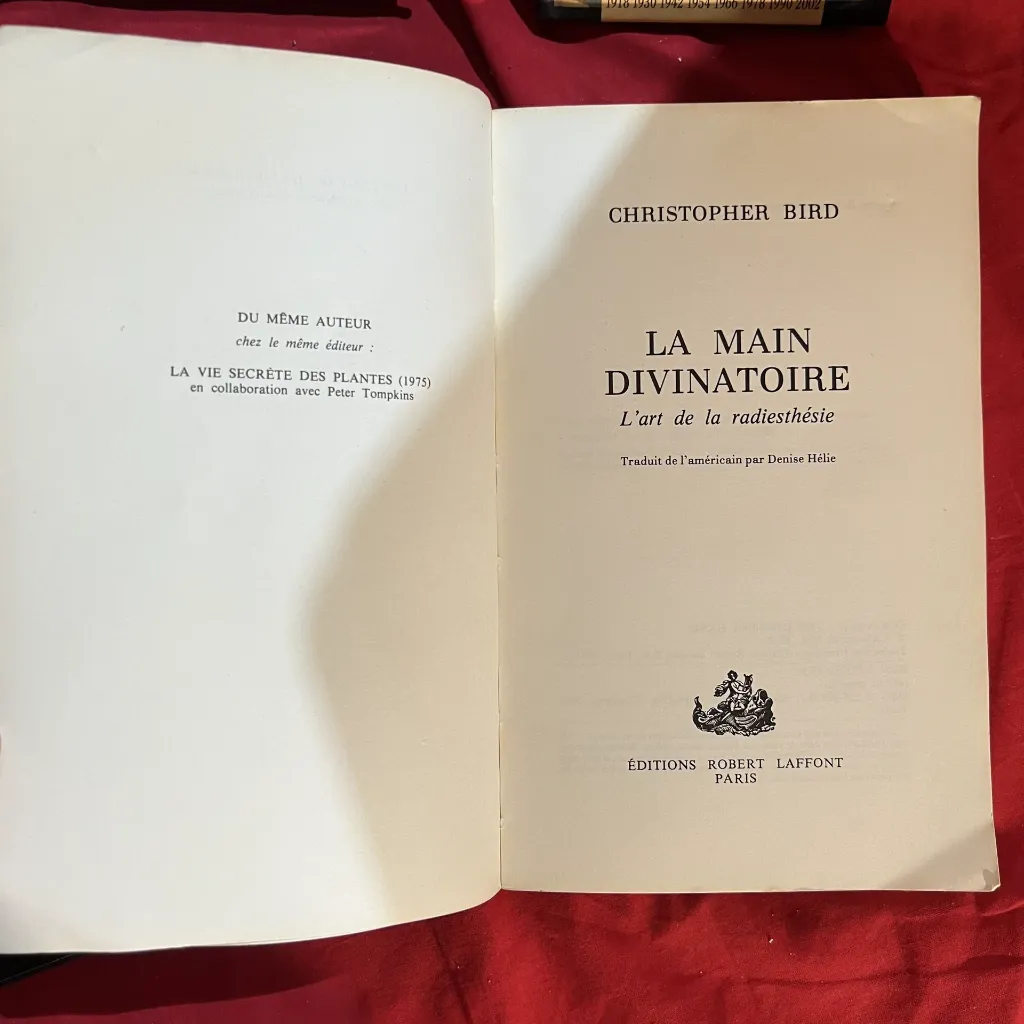 1918 1930 1942 1954 1966 1978 1990 2002
DU MÊME AUTEUR
chez le même éditeur :
LA VIE SECRÈTE DES PLANTES (1975)
en collaboration avec Peter Tompkins
CHRISTOPHER BIRD
LA MAIN
DIVINATOIRE
L'art de la radiesthésie
Traduit de l'américain par Denise Hélie
ÉDITIONS ROBERT LAFFONT
PARIS